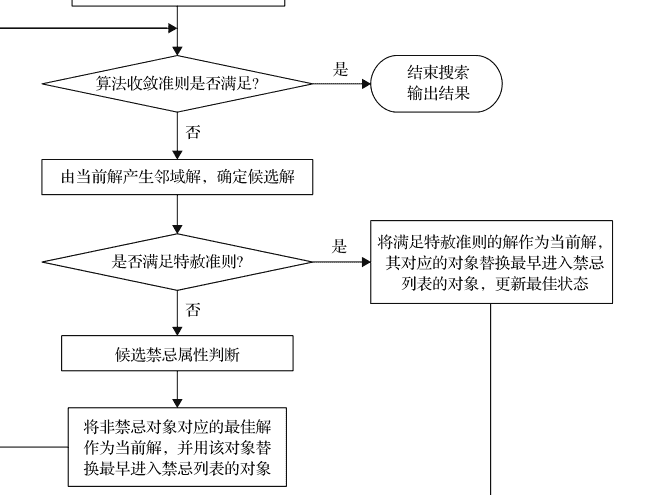 算法收敛准则是否满足?
是
结束搜索
输出结果
否
由当前解产生邻域解，确定候选解
是否满足特赦准则?
是
将满足特赦准则的解作为当前解，
其对应的对象替换最早进入禁忌
列表的对象，更新最佳状态
否
候选禁忌属性判断
将非禁忌对象对应的最佳解
作为当前解，并用该对象替
换最早进入禁忌列表的对象